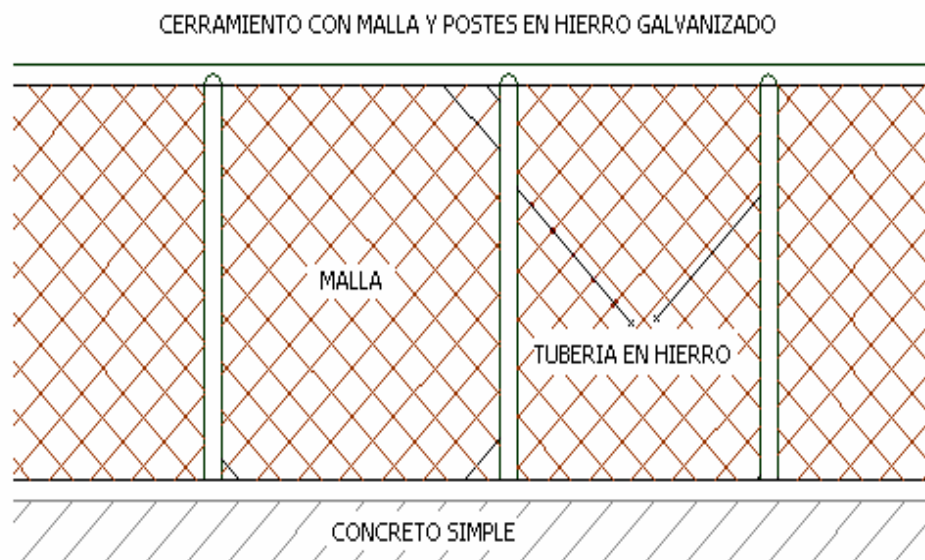 CERRAMIENTO CON MALLA Y POSTES EN HIERRO GALVANIZADO
MALLA
TUBERIA EN HIERRO
CONCRETO SIMPLE